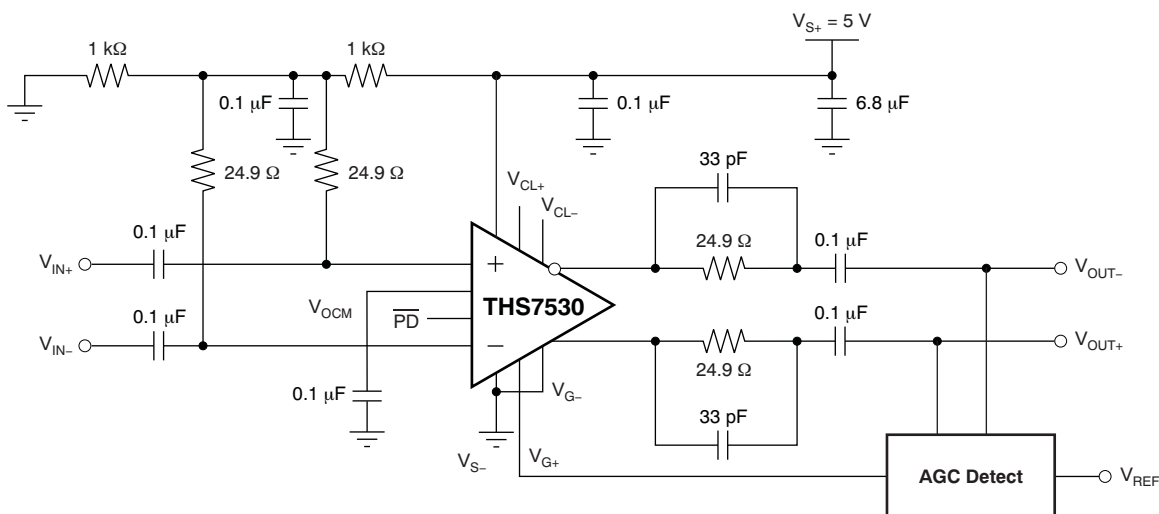 V_S+ = 5 V
1 kΩ
1 kΩ
0.1 μF
0.1 μF
6.8 μF
24.9 Ω
24.9 Ω
33 pF
V_CL+
V_CL−
0.1 μF
24.9 Ω
0.1 μF
V_IN+
+
V_OUT−
THS7530
V_OCM
PD
0.1 μF
0.1 μF
V_IN−
−
V_OUT+
24.9 Ω
0.1 μF
V_G−
33 pF
V_S−
V_G+
AGC Detect
V_REF